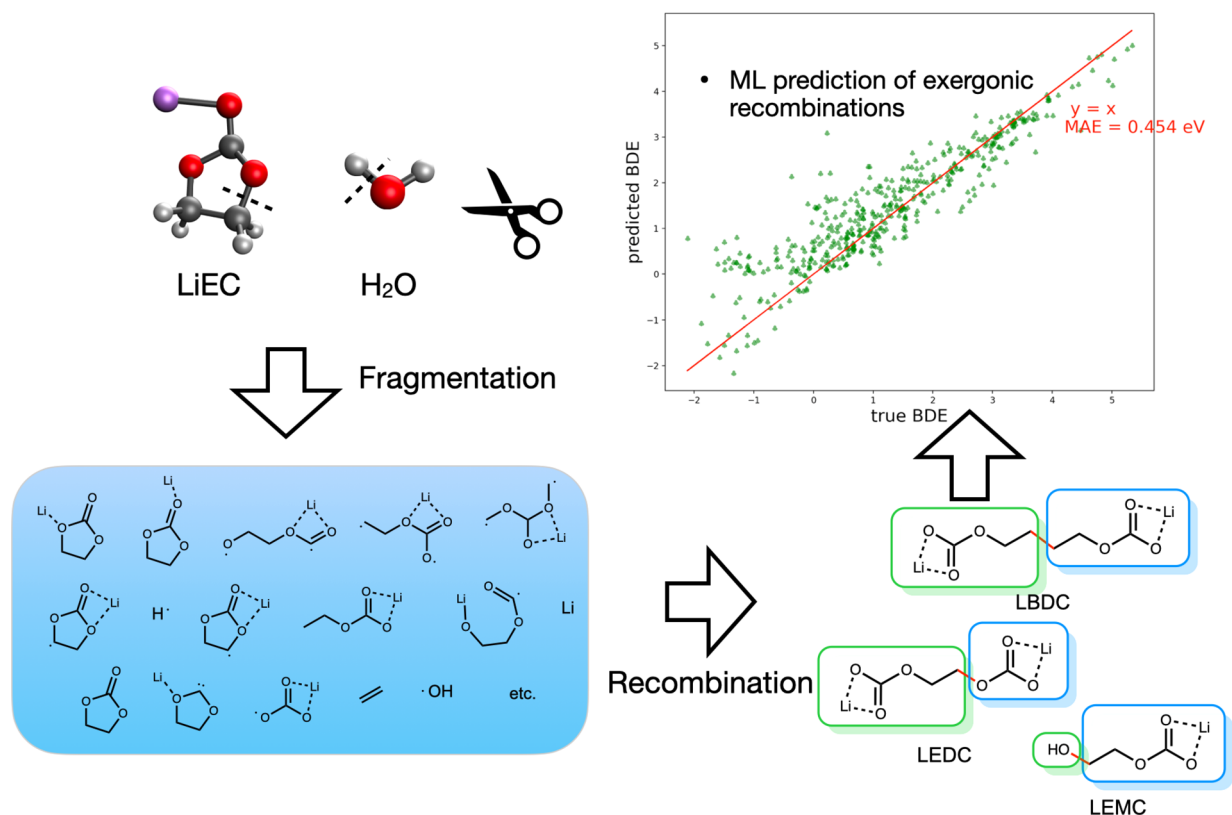 LiEC
H₂O
• ML prediction of exergonic
recombinations
y = x
MAE = 0.454 eV
predicted BDE
5
4
3
2
1
0
−1
−2
−2
−1
0
1
2
3
4
5
true BDE
Fragmentation
Li
O
O
O
Li
O
O
O
Li
O
O
O
Li
O
O
O
O
Li
O
O
Li
O
O
Li
H·
O
O
O
Li
O
O
O
Li
O
O
Li
O
O
Li
O
O
O
Li
O
O
·O
O
O
Li
·OH
etc.
Recombination
O
O
O
Li
O
O
O
Li
LBDC
O
O
O
Li
O
O
O
Li
LEDC
HO
O
O
O
Li
LEMC